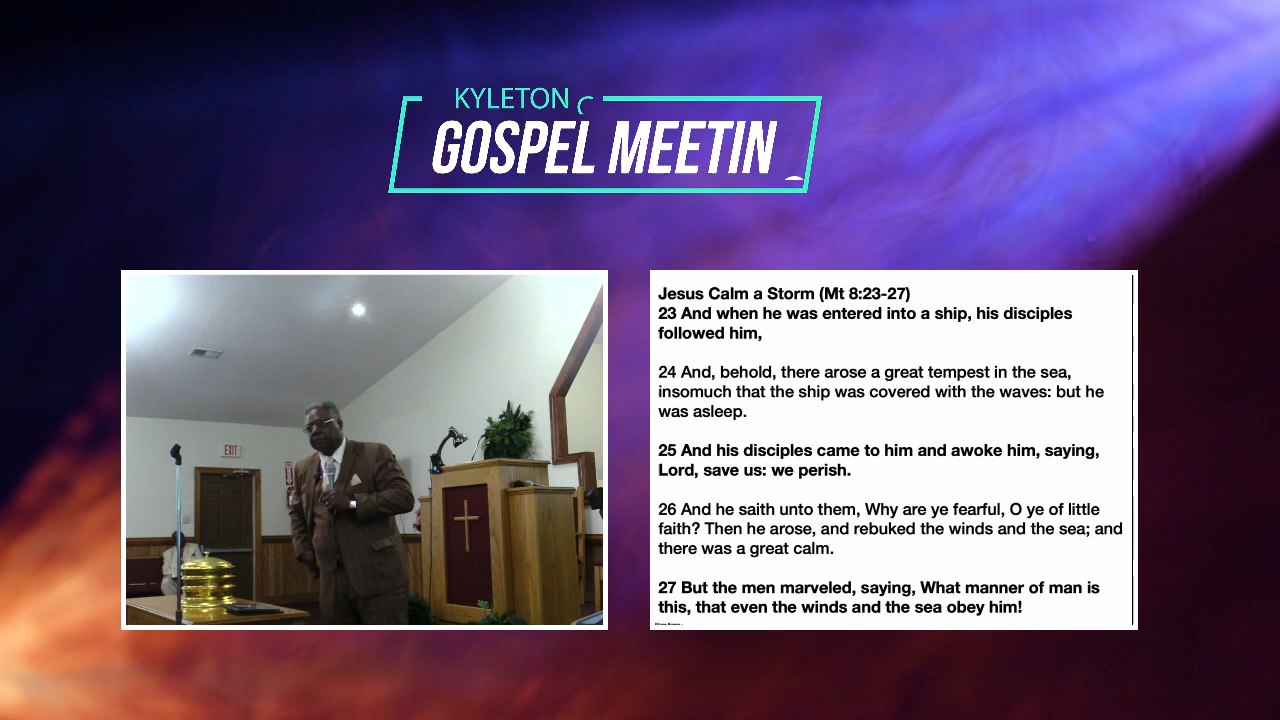 KYLETON C
GOSPEL MEETIN
EXIT
Jesus Calm a Storm (Mt 8:23-27)
23 And when he was entered into a ship, his disciples
followed him,
24 And, behold, there arose a great tempest in the sea,
insomuch that the ship was covered with the waves: but he
was asleep.
25 And his disciples came to him and awoke him, saying,
Lord, save us: we perish.
26 And he saith unto them, Why are ye fearful, O ye of little
faith? Then he arose, and rebuked the winds and the sea; and
there was a great calm.
27 But the men marveled, saying, What manner of man is
this, that even the winds and the sea obey him!